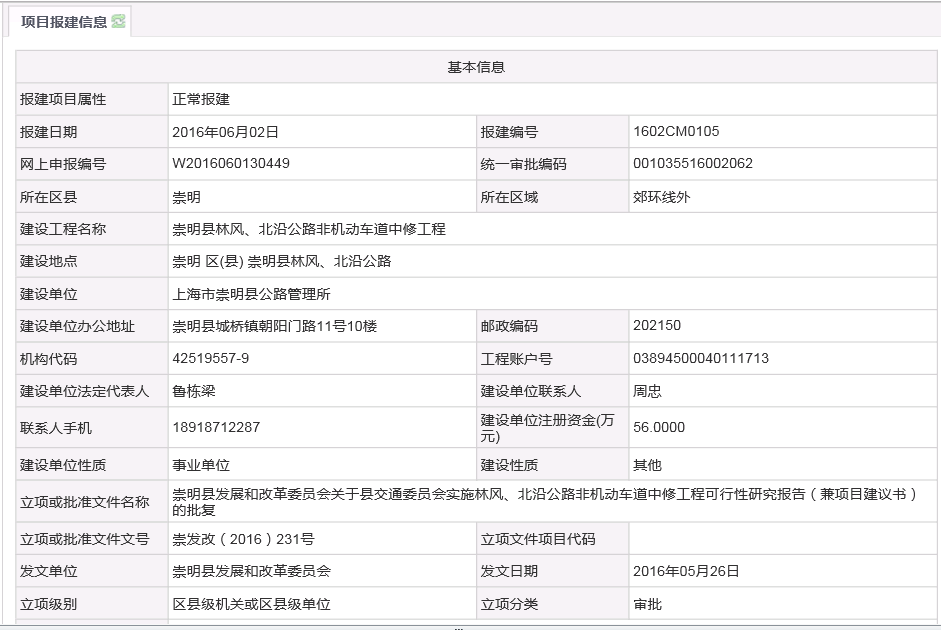 项目报建信息
基本信息
报建项目属性 正常报建
报建日期 2016年06月02日 报建编号 1602CM0105
网上申报编号 W2016060130449 统一审批编码 001035516002062
所在区县 崇明 所在区域 郊环线外
建设工程名称 崇明县林风、北沿公路非机动车道中修工程
建设地点 崇明 区(县) 崇明县林风、北沿公路
建设单位 上海市崇明县公路管理所
建设单位办公地址 崇明县城桥镇朝阳门路11号10楼 邮政编码 202150
机构代码 42519557-9 工程账户号 03894500040111713
建设单位法定代表人 鲁栋梁 建设单位联系人 周忠
联系人手机 18918712287 建设单位注册资金(万
元) 56.0000
建设单位性质 事业单位 建设性质 其他
立项或批准文件名称 崇明县发展和改革委员会关于县交通委员会实施林风、北沿公路非机动车道中修工程可行性研究报告（兼项目建议书）
的批复
立项或批准文件文号 崇发改（2016）231号 立项文件项目代码
发文单位 崇明县发展和改革委员会 发文日期 2016年05月26日
立项级别 区县级机关或区县级单位 立项分类 审批